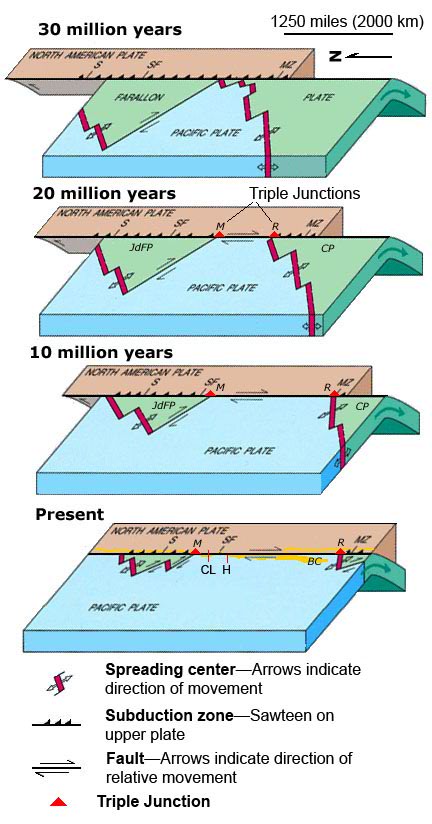 30 million years
1250 miles (2000 km)
N
NORTH AMERICAN PLATE
S SF MZ
FARALLON PLATE
PACIFIC PLATE
20 million years
Triple Junctions
NORTH AMERICAN PLATE
S SF M R MZ
JdFP CP
PACIFIC PLATE
10 million years
NORTH AMERICAN PLATE
S SF M R MZ
JdFP CP
PACIFIC PLATE
Present
NORTH AMERICAN PLATE
S M SF R MZ
CL H BC
PACIFIC PLATE
Spreading center—Arrows indicate
direction of movement
Subduction zone—Sawteen on
upper plate
Fault—Arrows indicate direction of
relative movement
Triple Junction